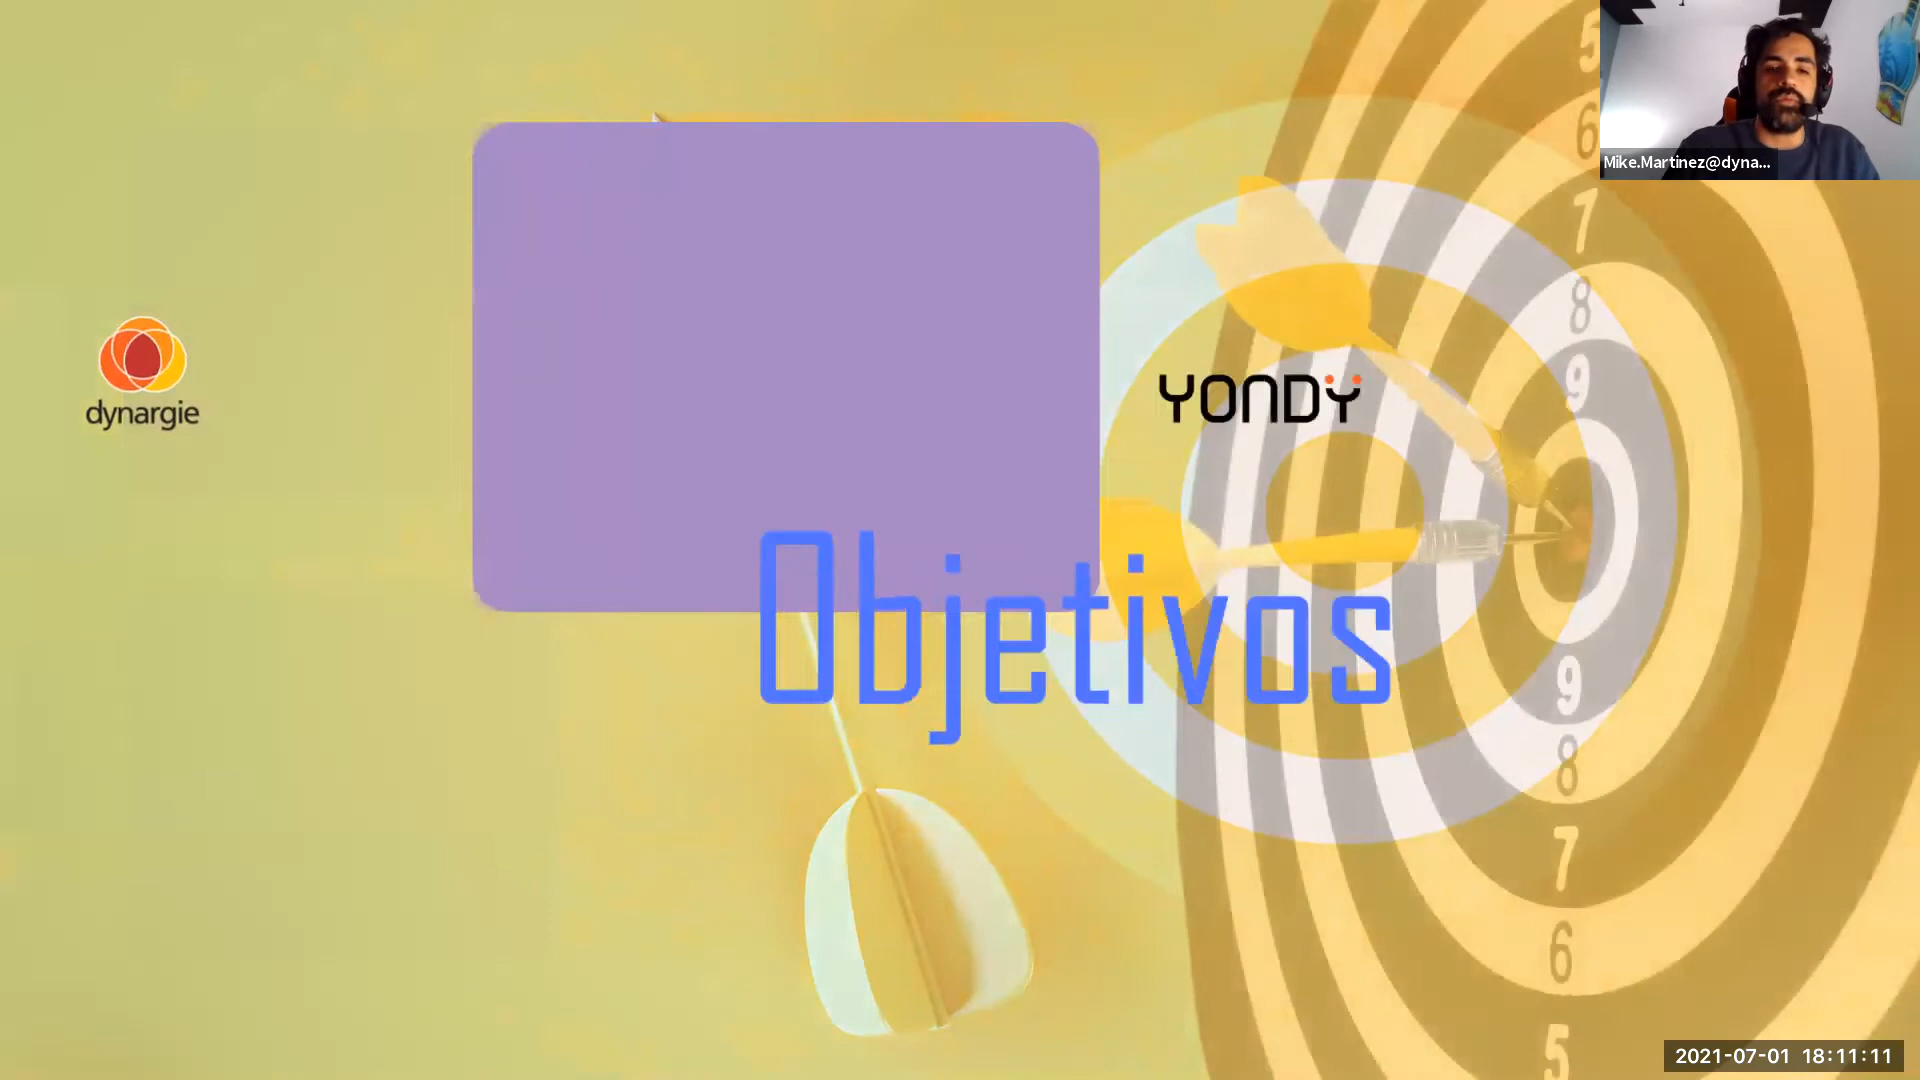 5
6
Mike.Martinez@dyna...
7
8
9
dynargie
YONDY
Objetivos
9
8
7
6
5
2021-07-01 18:11:11